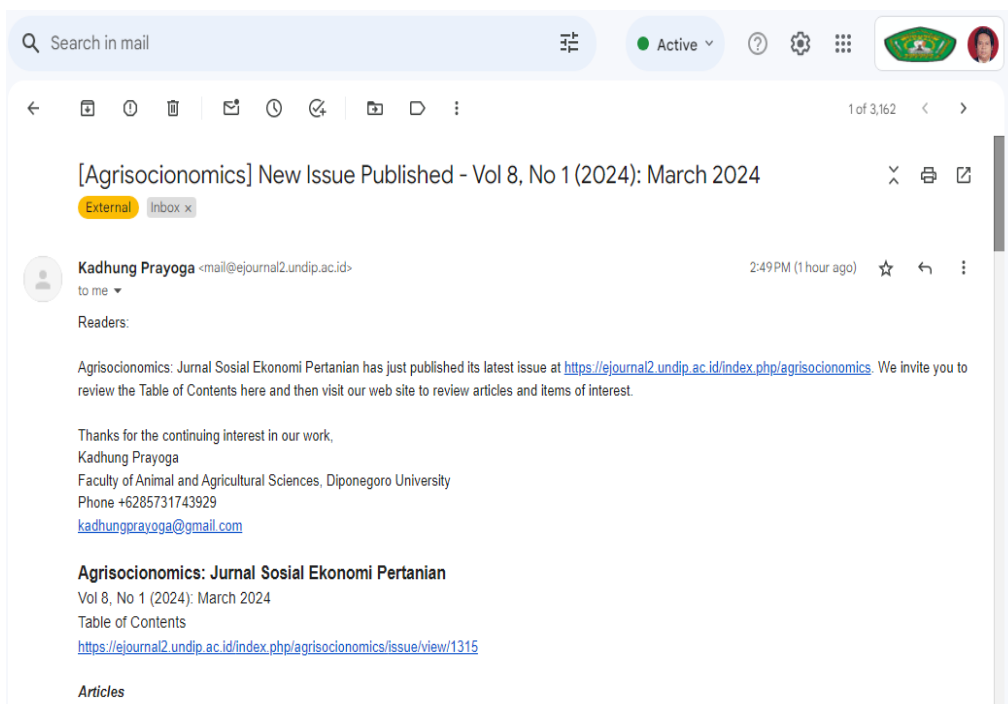 Search in mail
Active
1 of 3,162
[Agrisocionomics] New Issue Published - Vol 8, No 1 (2024): March 2024
External Inbox ×
Kadhung Prayoga <mail@ejournal2.undip.ac.id> 2:49 PM (1 hour ago)
to me
Readers:
Agrisocionomics: Jurnal Sosial Ekonomi Pertanian has just published its latest issue at https://ejournal2.undip.ac.id/index.php/agrisocionomics. We invite you to
review the Table of Contents here and then visit our web site to review articles and items of interest.
Thanks for the continuing interest in our work,
Kadhung Prayoga
Faculty of Animal and Agricultural Sciences, Diponegoro University
Phone +6285731743929
kadhungprayoga@gmail.com
Agrisocionomics: Jurnal Sosial Ekonomi Pertanian
Vol 8, No 1 (2024): March 2024
Table of Contents
https://ejournal2.undip.ac.id/index.php/agrisocionomics/issue/view/1315
Articles